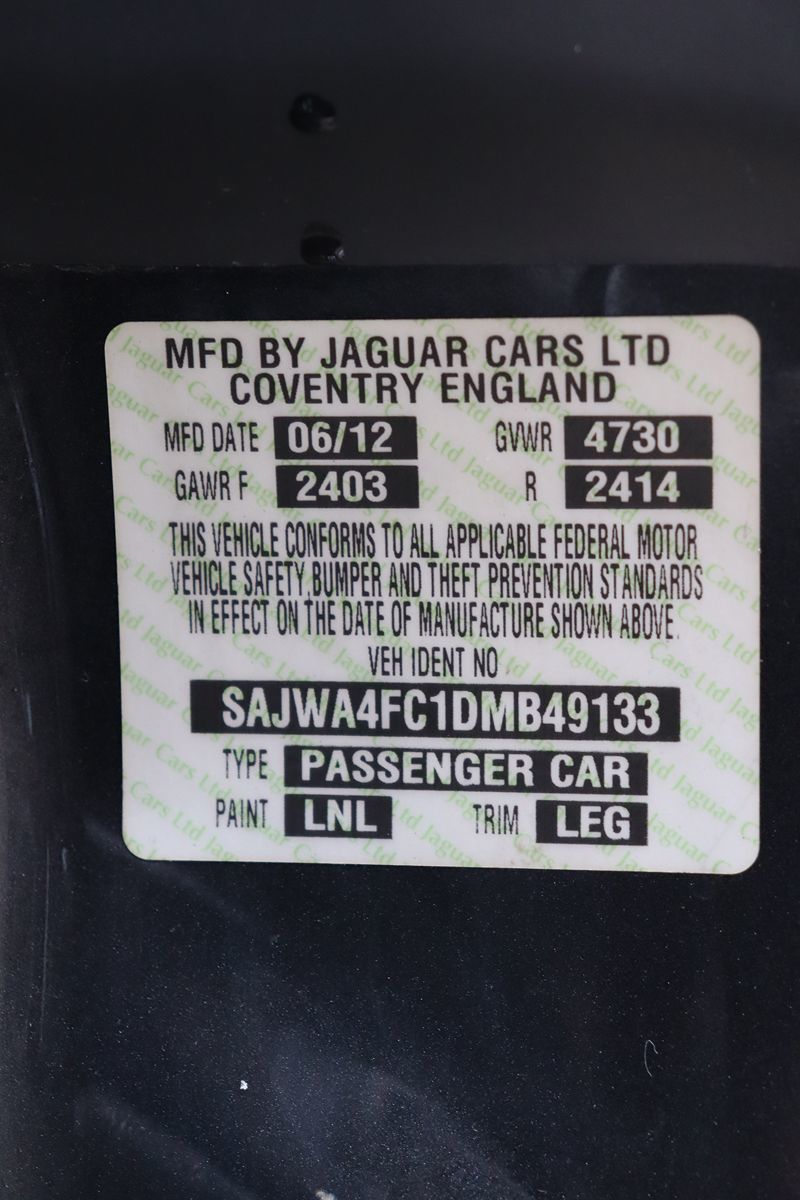 MFD BY JAGUAR CARS LTD
COVENTRY ENGLAND
MFD DATE 06/12 GVWR 4730
GAWR F 2403 R 2414
THIS VEHICLE CONFORMS TO ALL APPLICABLE FEDERAL MOTOR
VEHICLE SAFETY, BUMPER AND THEFT PREVENTION STANDARDS
IN EFFECT ON THE DATE OF MANUFACTURE SHOWN ABOVE.
VEH IDENT NO
SAJWA4FC1DMB49133
TYPE PASSENGER CAR
PAINT LNL TRIM LEG